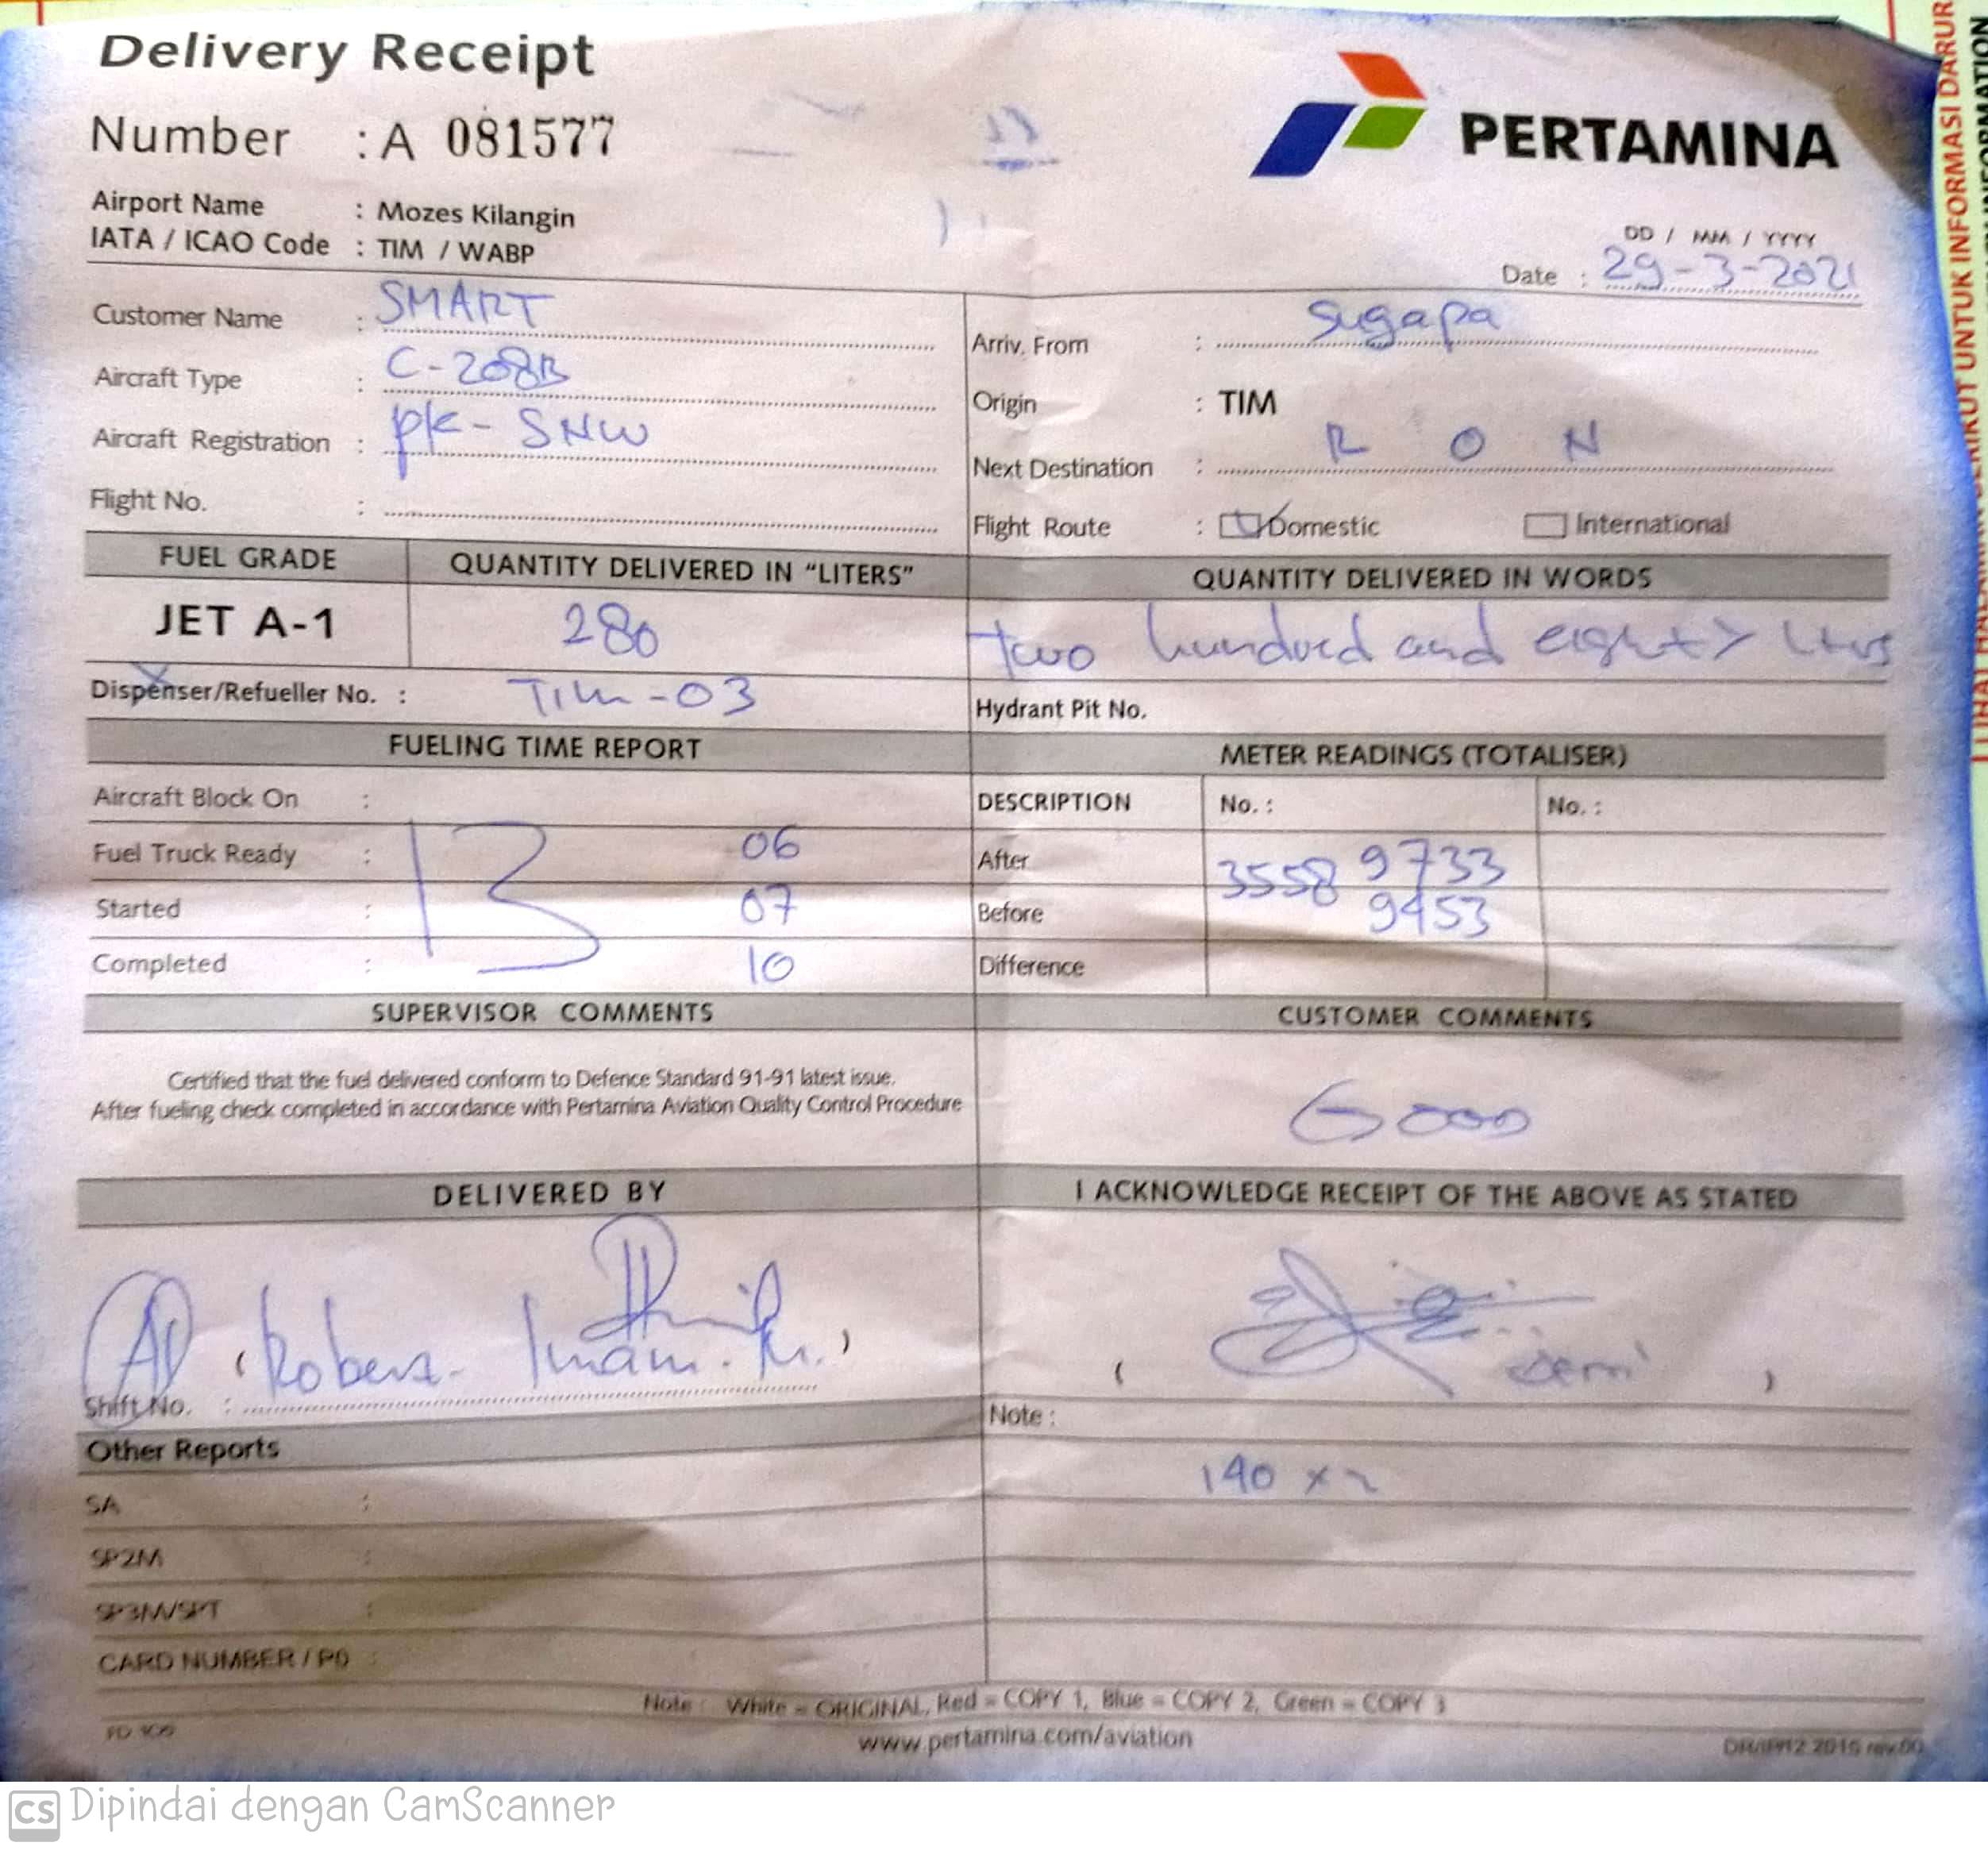 Delivery Receipt
Number : A 081577
PERTAMINA
Airport Name : Mozes Kilangin
IATA / ICAO Code : TIM / WABP
DD / MM / YYYY
Date : 29-3-2021
Customer Name : SMART
Arriv. From : Sugapa
Aircraft Type : C-208B
Origin : TIM
Aircraft Registration : pk-SNW
Next Destination : R O N
Flight No. :
Flight Route : Domestic International
FUEL GRADE QUANTITY DELIVERED IN "LITERS" QUANTITY DELIVERED IN WORDS
JET A-1 280 two hundred and eighty
Dispenser/Refueller No. : TIM-03 Hydrant Pit No.
FUELING TIME REPORT METER READINGS (TOTALISER)
Aircraft Block On : DESCRIPTION No. : No. :
Fuel Truck Ready : 13 06 After 3558 9733
Started : 07 Before 9453
Completed : 10 Difference
SUPERVISOR COMMENTS CUSTOMER COMMENTS
Certified that the fuel delivered conform to Defence Standard 91-91 latest issue.
After fueling check completed in accordance with Pertamina Aviation Quality Control Procedure
GOOD
DELIVERED BY I ACKNOWLEDGE RECEIPT OF THE ABOVE AS STATED
Shift No. :
Note :
Other Reports
140 x 2
SA :
SP2M :
SP3M/SPT :
CARD NUMBER / PO :
Note : White = ORIGINAL, Red = COPY 1, Blue = COPY 2, Green = COPY 3
www.pertamina.com/aviation
CS Dipindai dengan CamScanner